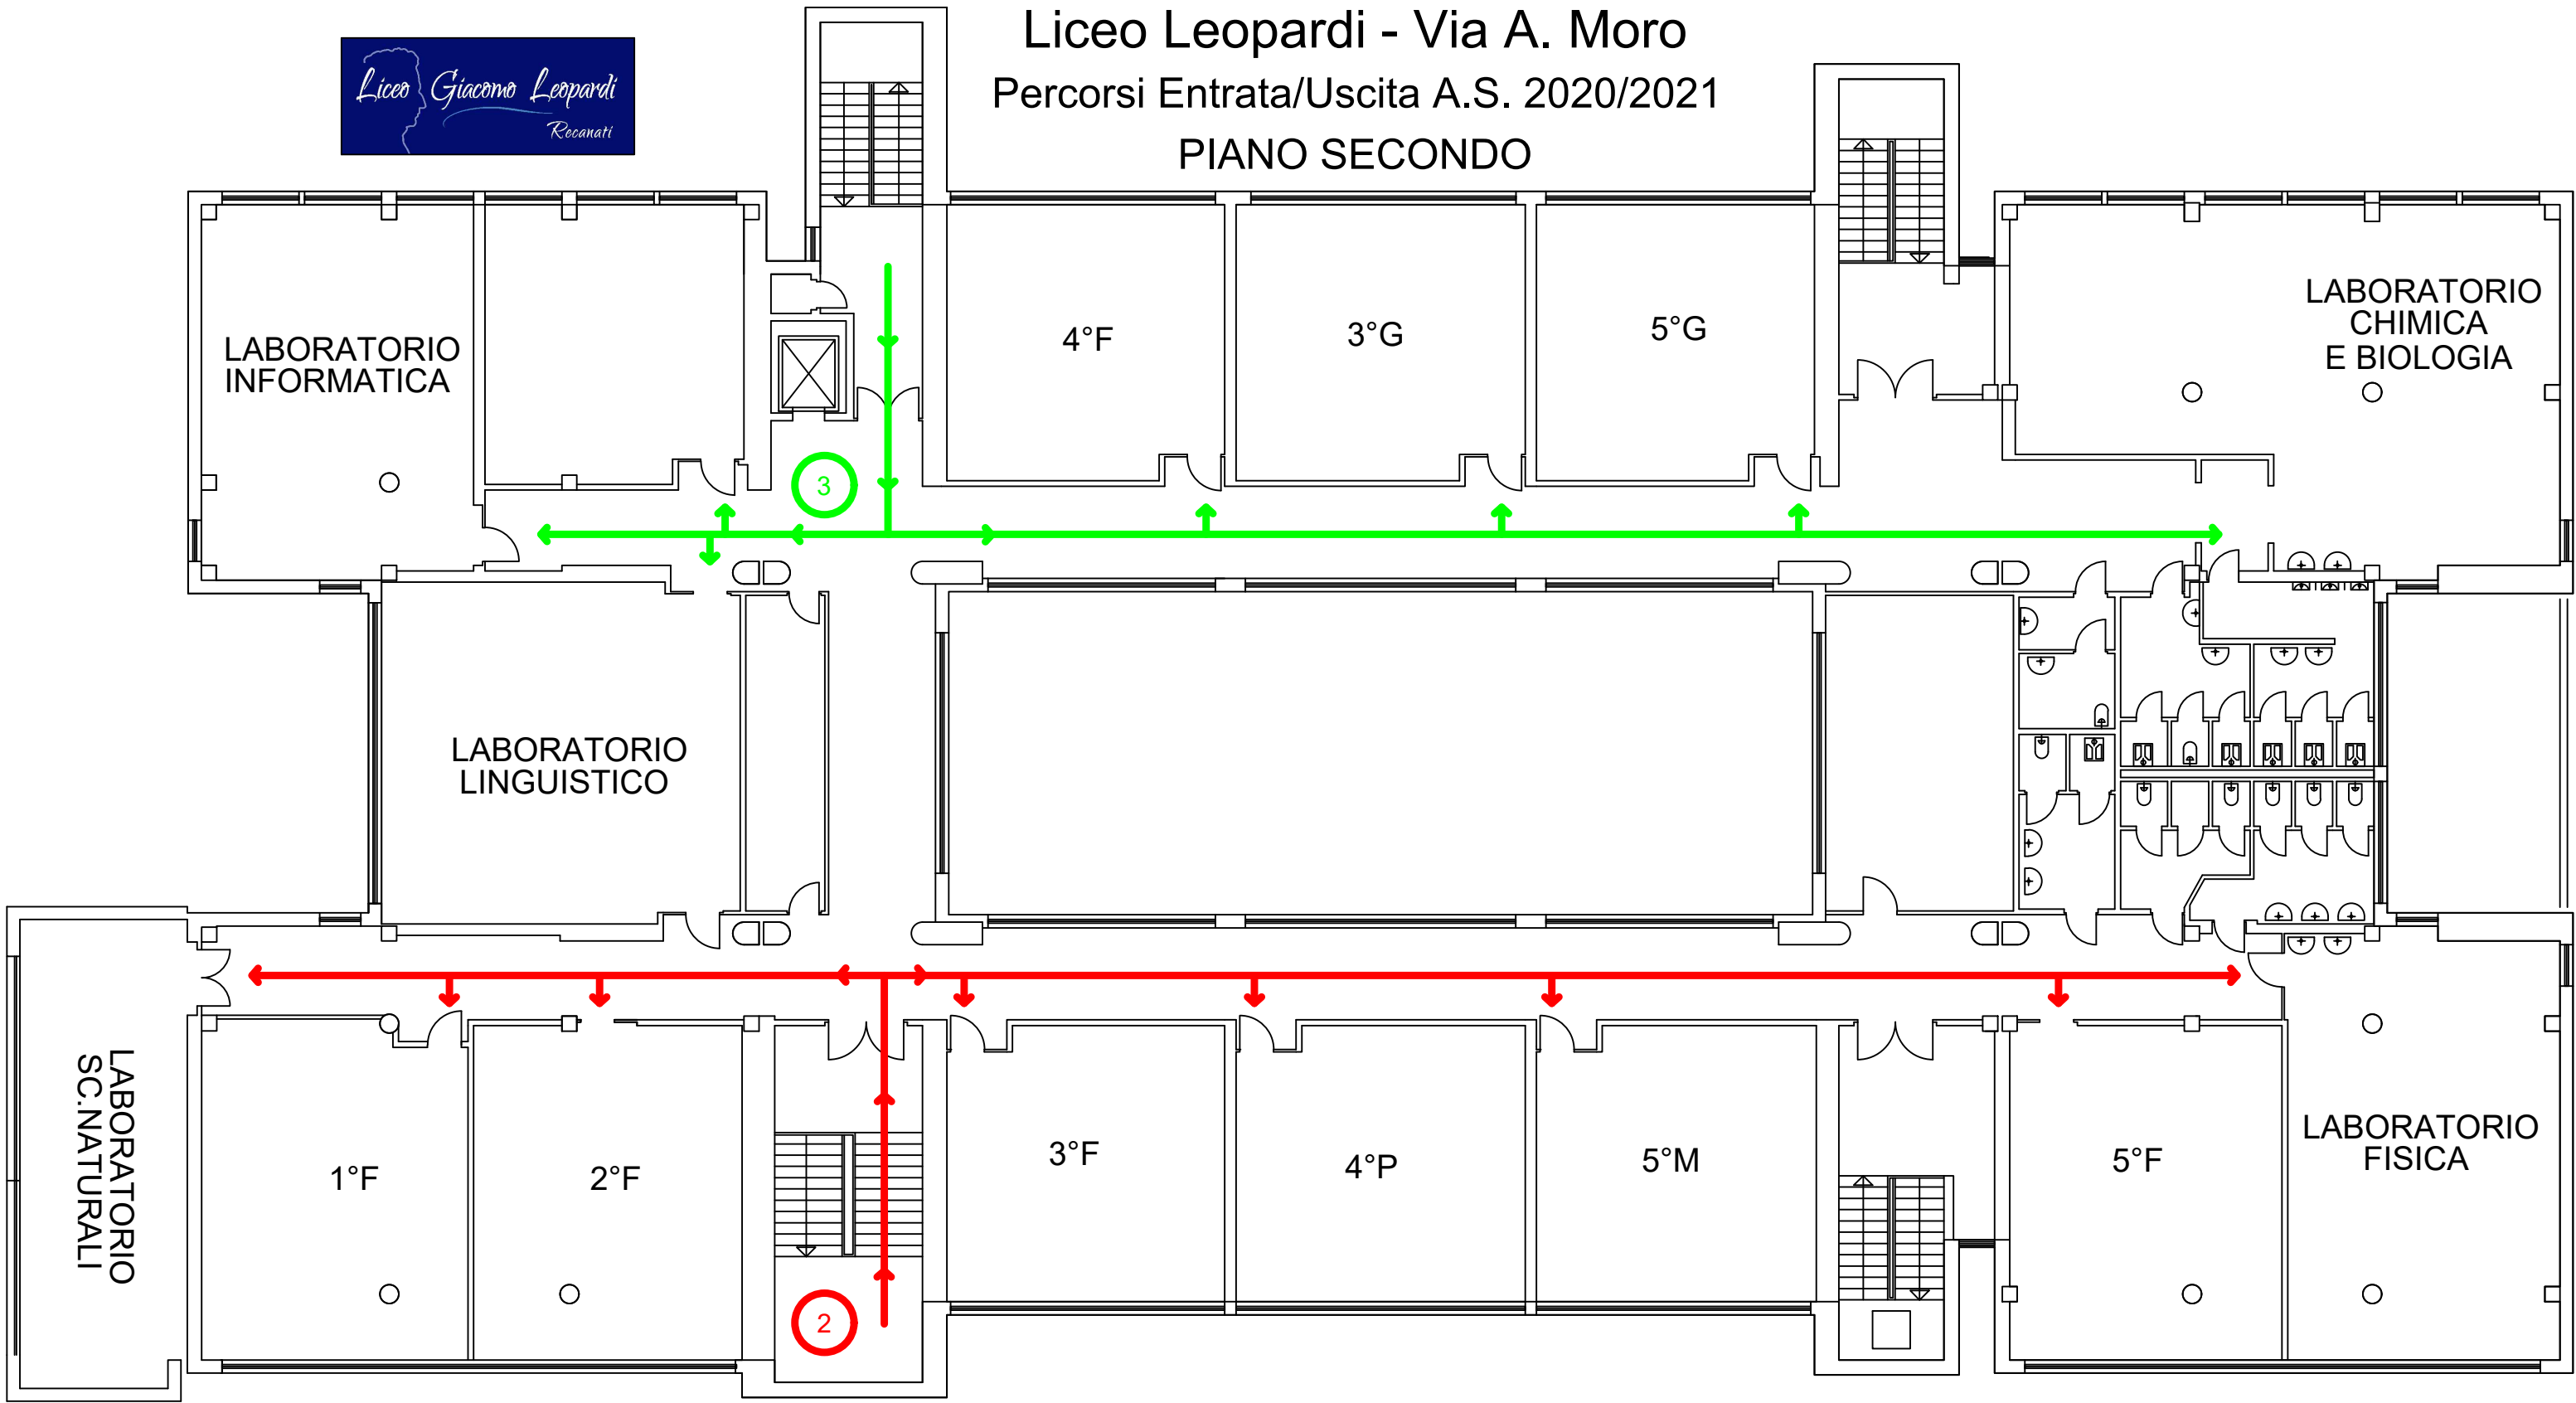 Liceo Leopardi - Via A. Moro
Percorsi Entrata/Uscita A.S. 2020/2021
PIANO SECONDO
Liceo Giacomo Leopardi
Recanati
LABORATORIO
INFORMATICA
4°F
3°G
5°G
LABORATORIO
CHIMICA
E BIOLOGIA
3
LABORATORIO
LINGUISTICO
LABORATORIO
SC.NATURALI
1°F
2°F
3°F
4°P
5°M
5°F
LABORATORIO
FISICA
2